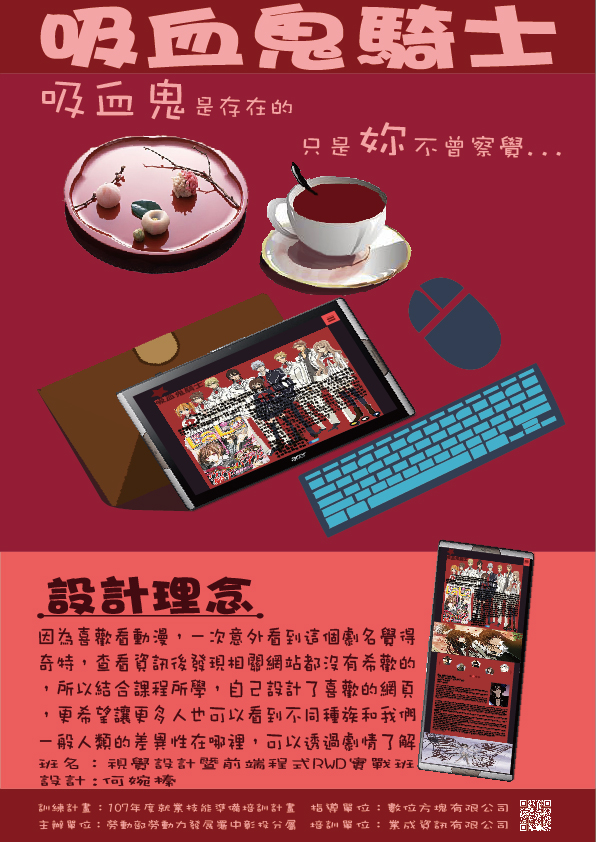 吸血鬼騎士
吸血鬼是存在的
只是妳不曾察覺...
吸血鬼騎士
acer
設計理念
因為喜歡看動漫，一次意外看到這個劇名覺得
奇特，查看資訊後發現相關網站都沒有希歡的
，所以結合課程所學，自己設計了喜歡的網頁
，更希望讓更多人也可以看到不同種族和我們
一般人類的差異性在哪裡，可以透過劇情了解
班名：視覺設計暨前端程式RWD實戰班
設計：何婉榛
訓練計畫：107年度就業技能準備培訓計畫 指導單位：數位方塊有限公司
主辦單位：勞動部勞動力發展署中彰投分屬 培訓單位：業成資訊有限公司